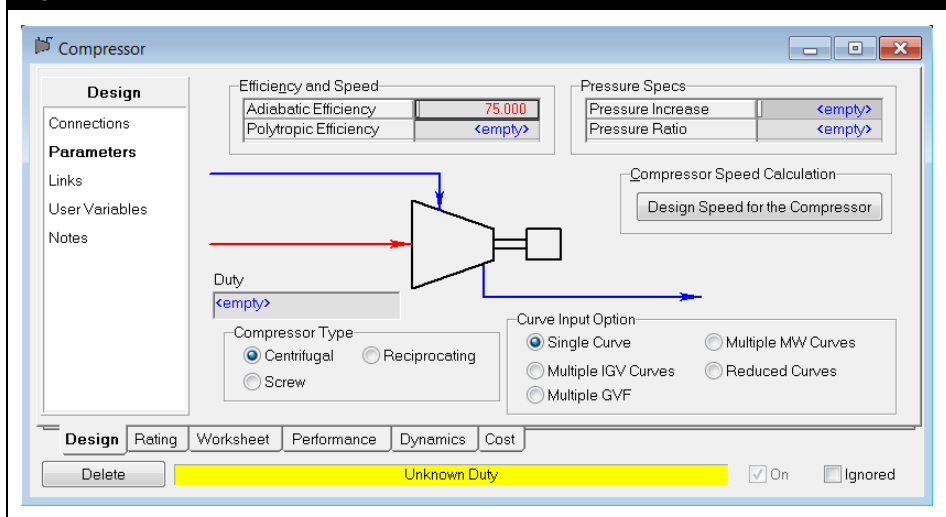 Compressor
Design
Connections
Parameters
Links
User Variables
Notes
Efficiency and Speed
Adiabatic Efficiency 75.000
Polytropic Efficiency <empty>
Pressure Specs
Pressure Increase <empty>
Pressure Ratio <empty>
Compressor Speed Calculation
Design Speed for the Compressor
Duty
<empty>
Compressor Type
Centrifugal Reciprocating
Screw
Curve Input Option
Single Curve Multiple MW Curves
Multiple IGV Curves Reduced Curves
Multiple GVF
Design Rating Worksheet Performance Dynamics Cost
Delete Unknown Duty On Ignored